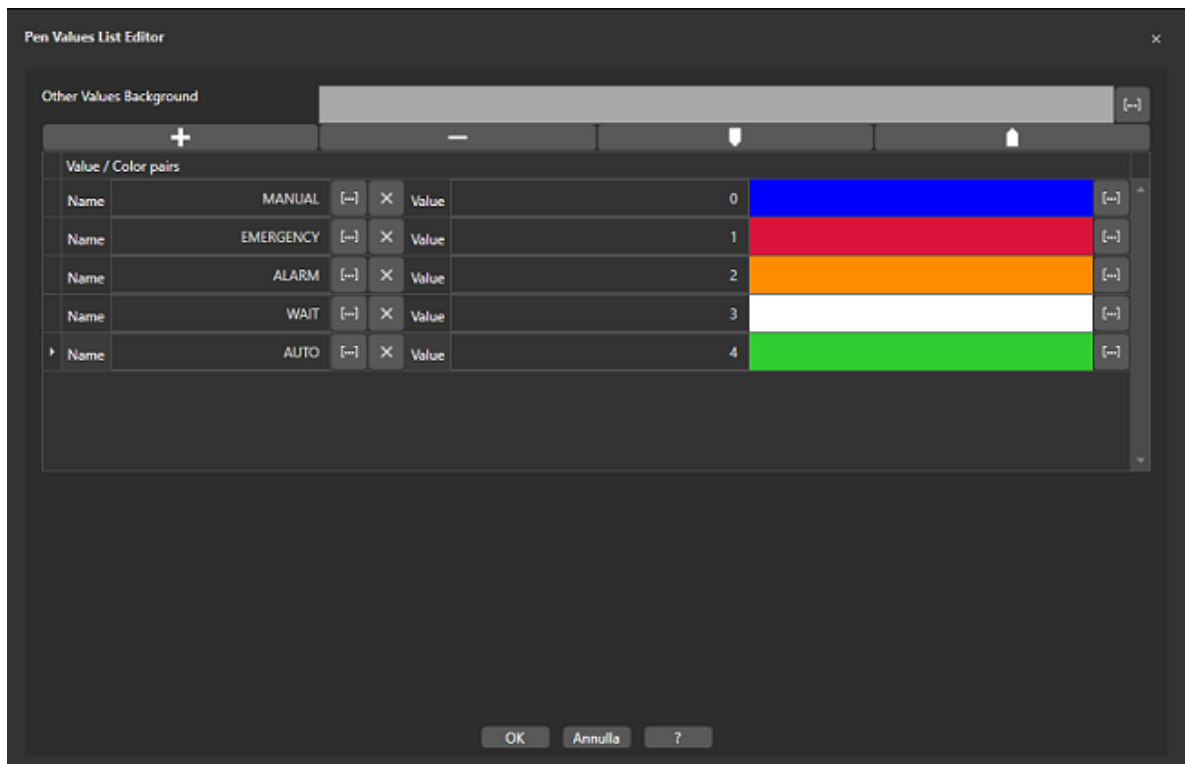 Pen Values List Editor
Other Values Background
Value / Color pairs
Name MANUAL Value 0
Name EMERGENCY Value 1
Name ALARM Value 2
Name WAIT Value 3
Name AUTO Value 4
OK Annulla ?